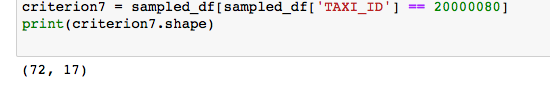 criterion7 = sampled_df[sampled_df['TAXI_ID'] == 20000080]
print(criterion7.shape)
(72, 17)